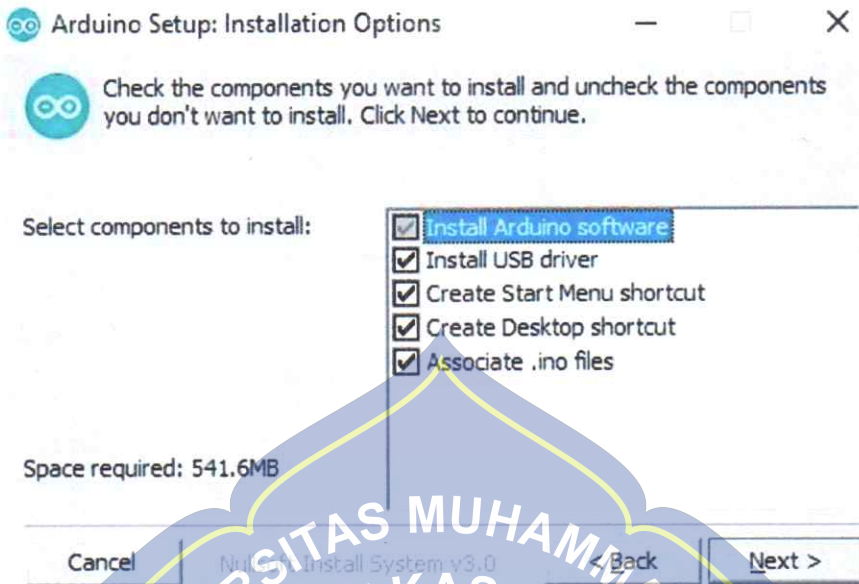 Arduino Setup: Installation Options
Check the components you want to install and uncheck the components
you don't want to install. Click Next to continue.
Select components to install:
Install Arduino software
Install USB driver
Create Start Menu shortcut
Create Desktop shortcut
Associate .ino files
Space required: 541.6MB
SITAS MUHAM
Cancel
Nullsoft Install System v3.0
< Back
Next >